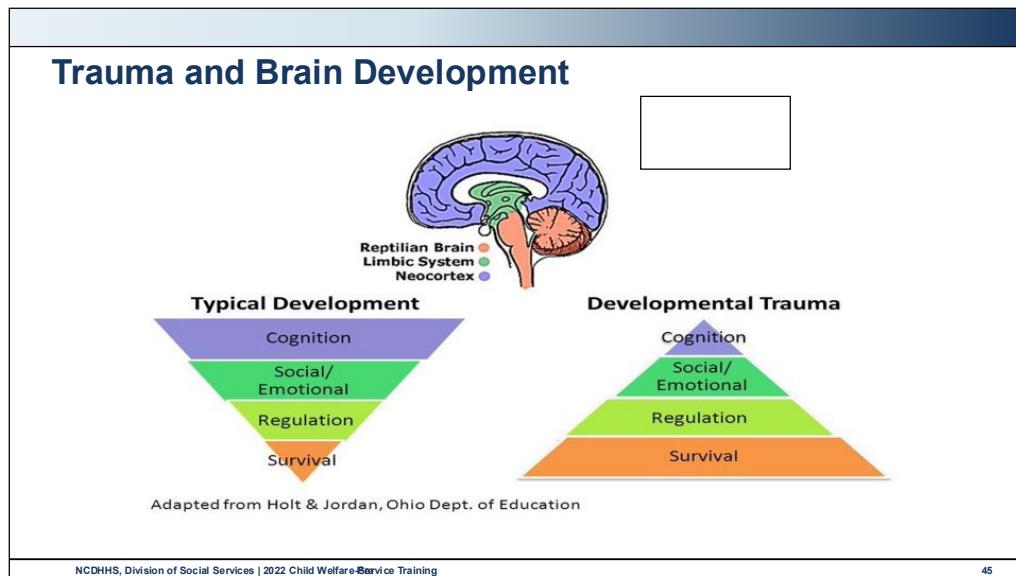 Trauma and Brain Development
Reptilian Brain
Limbic System
Neocortex
Typical Development
Cognition
Social/
Emotional
Regulation
Survival
Developmental Trauma
Cognition
Social/
Emotional
Regulation
Survival
Adapted from Holt & Jordan, Ohio Dept. of Education
NCDHHS, Division of Social Services | 2022 Child Welfare Pre-Service Training
45